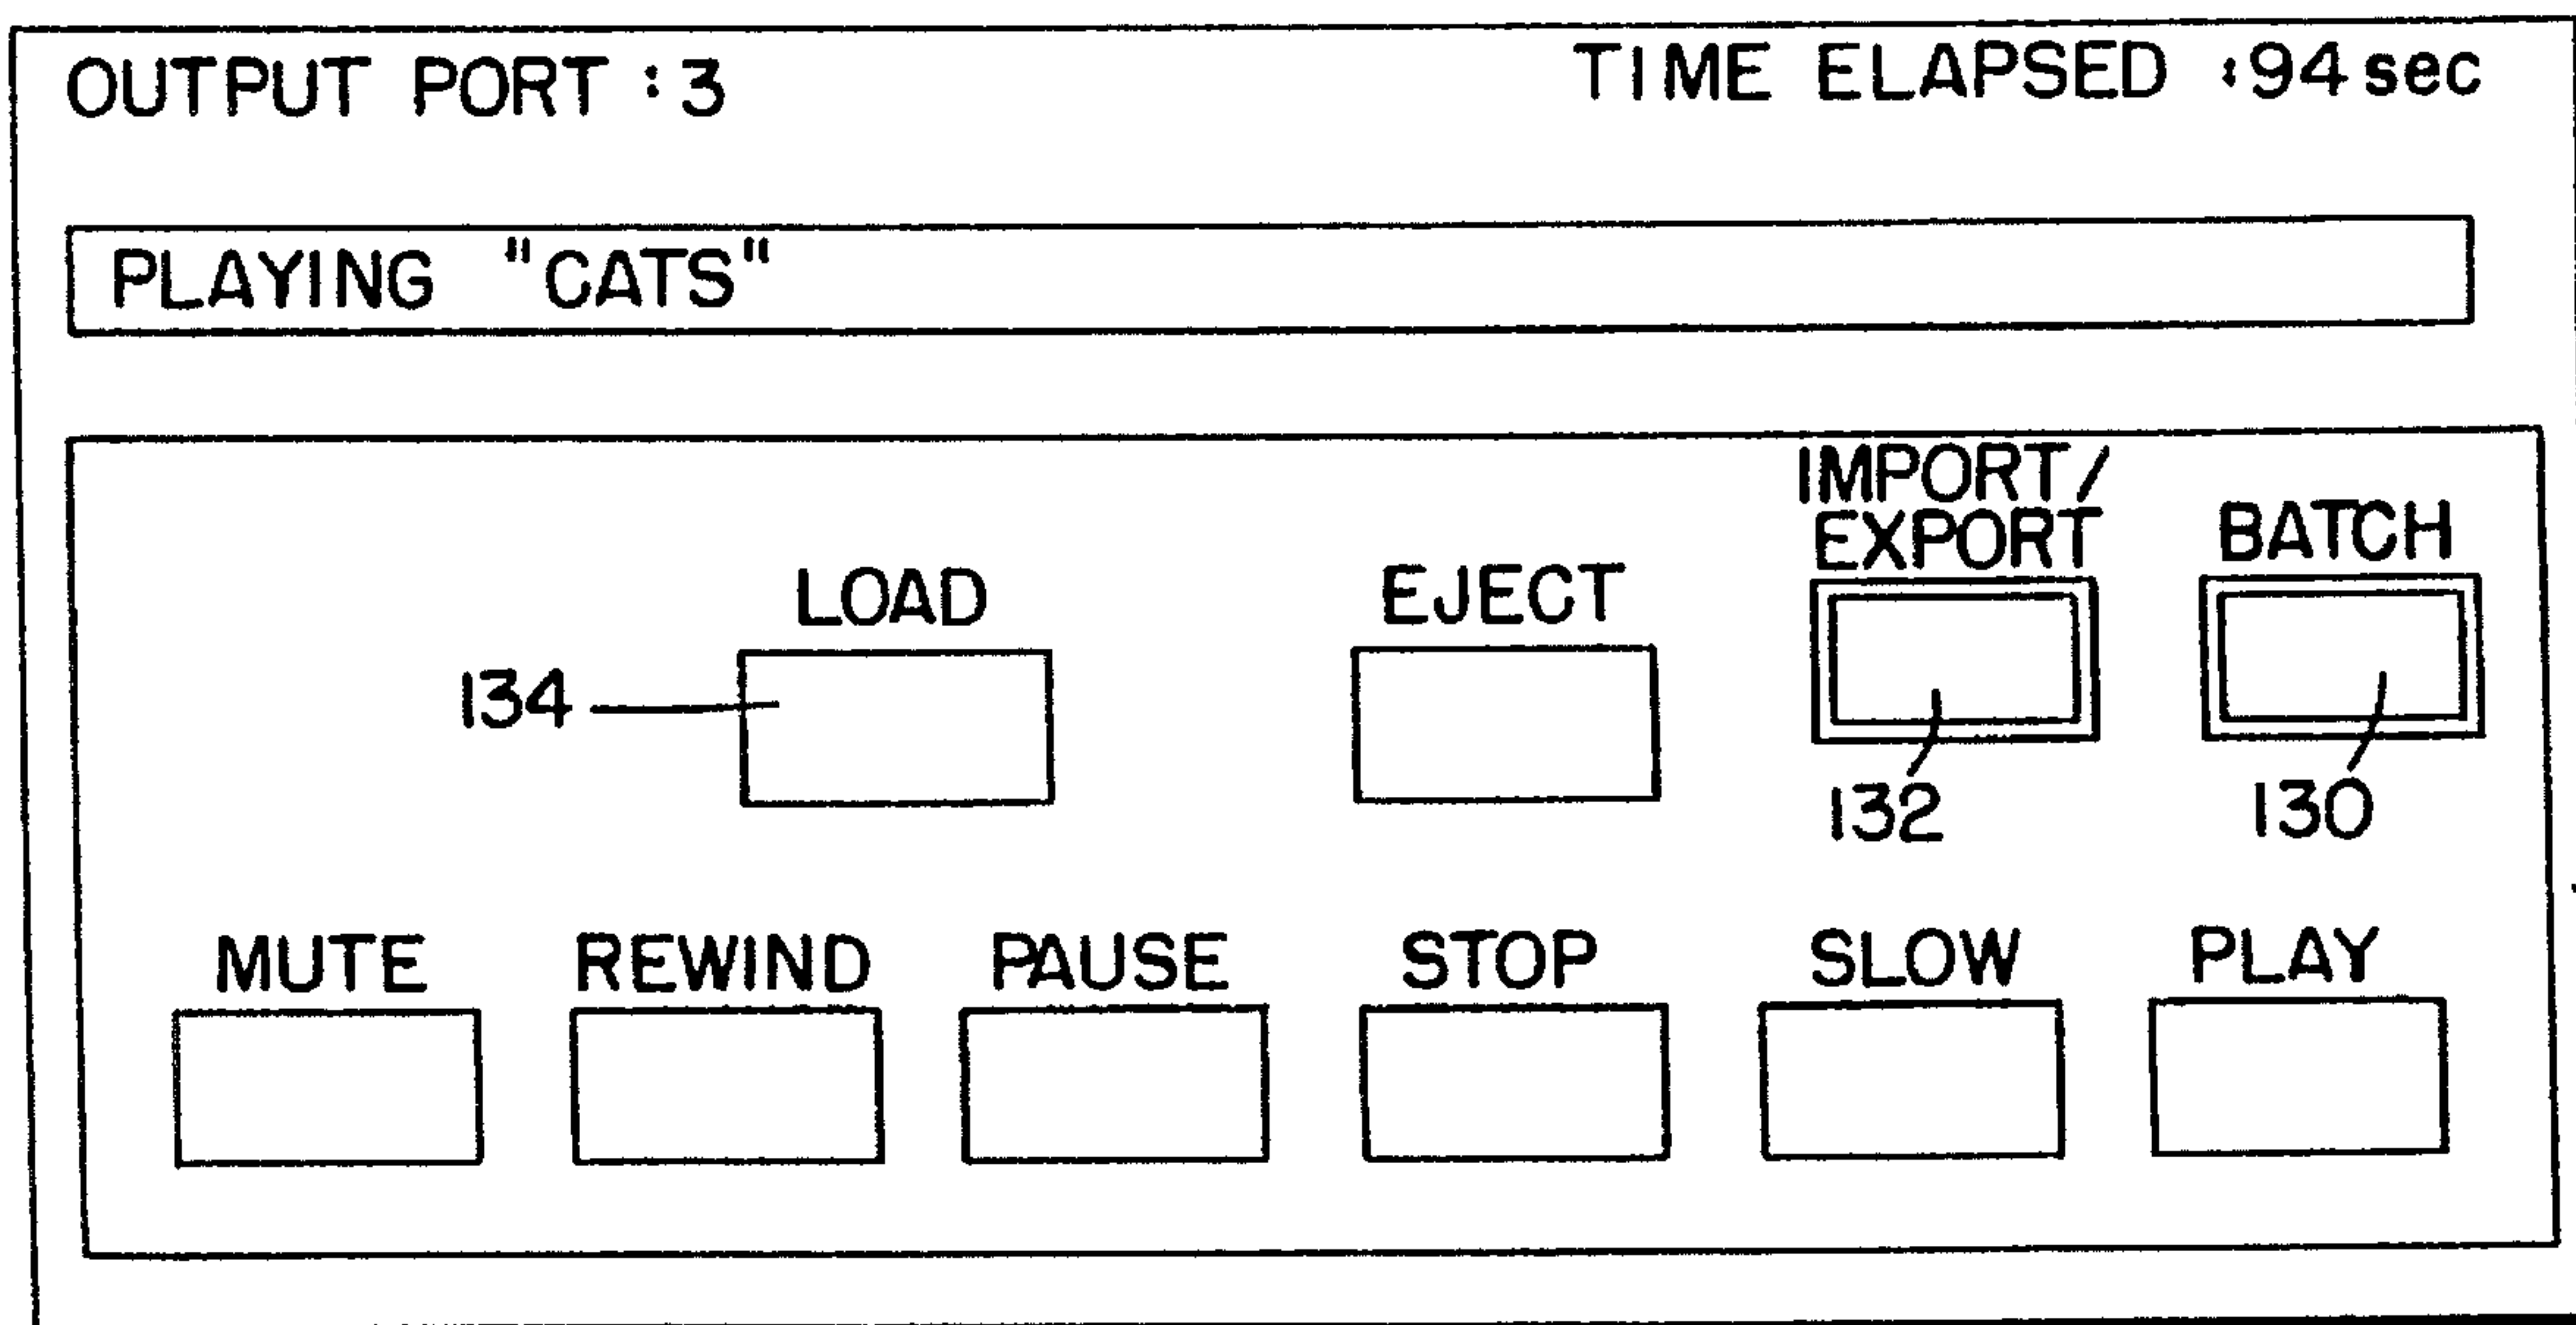 OUTPUT PORT :3
TIME ELAPSED :94 sec
PLAYING "CATS"
IMPORT/
EXPORT
BATCH
LOAD
EJECT
134
132
130
MUTE
REWIND
PAUSE
STOP
SLOW
PLAY